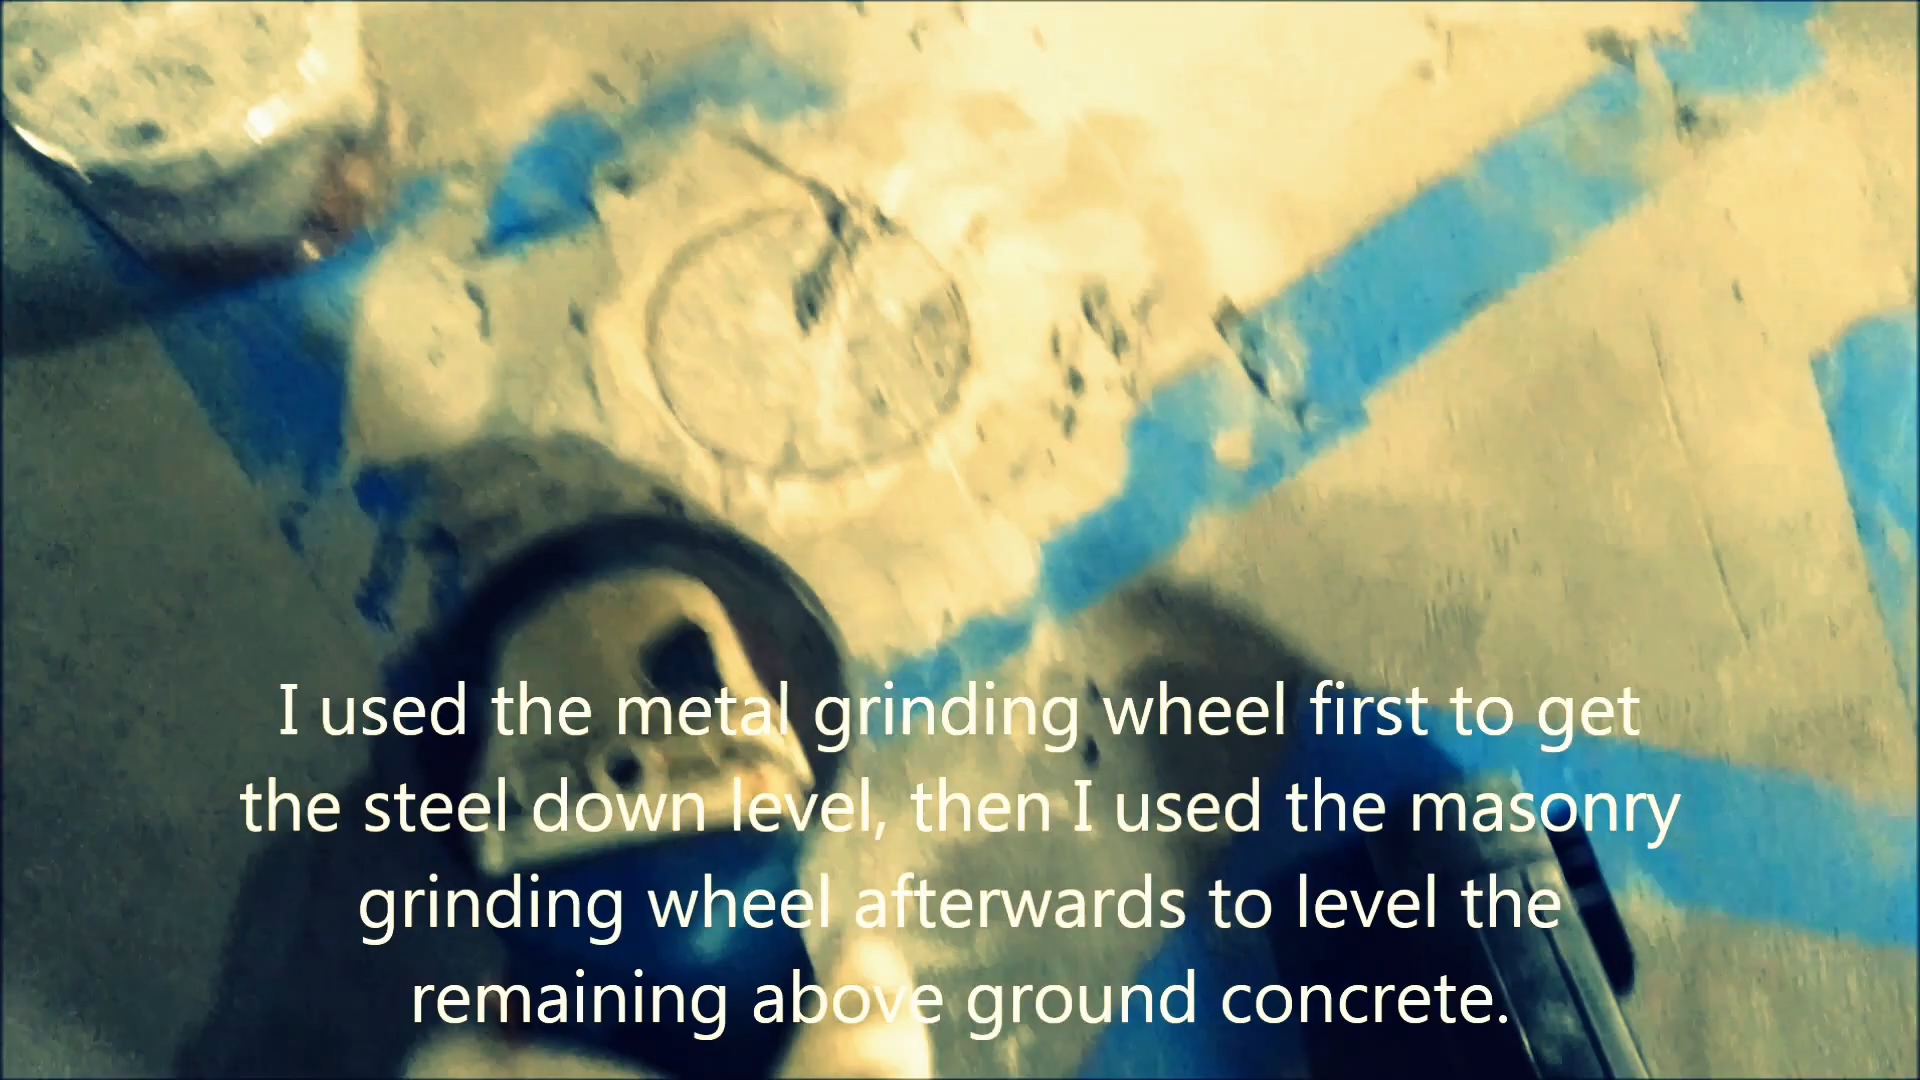 I used the metal grinding wheel first to get
the steel down level, then I used the masonry
grinding wheel afterwards to level the
remaining above ground concrete.